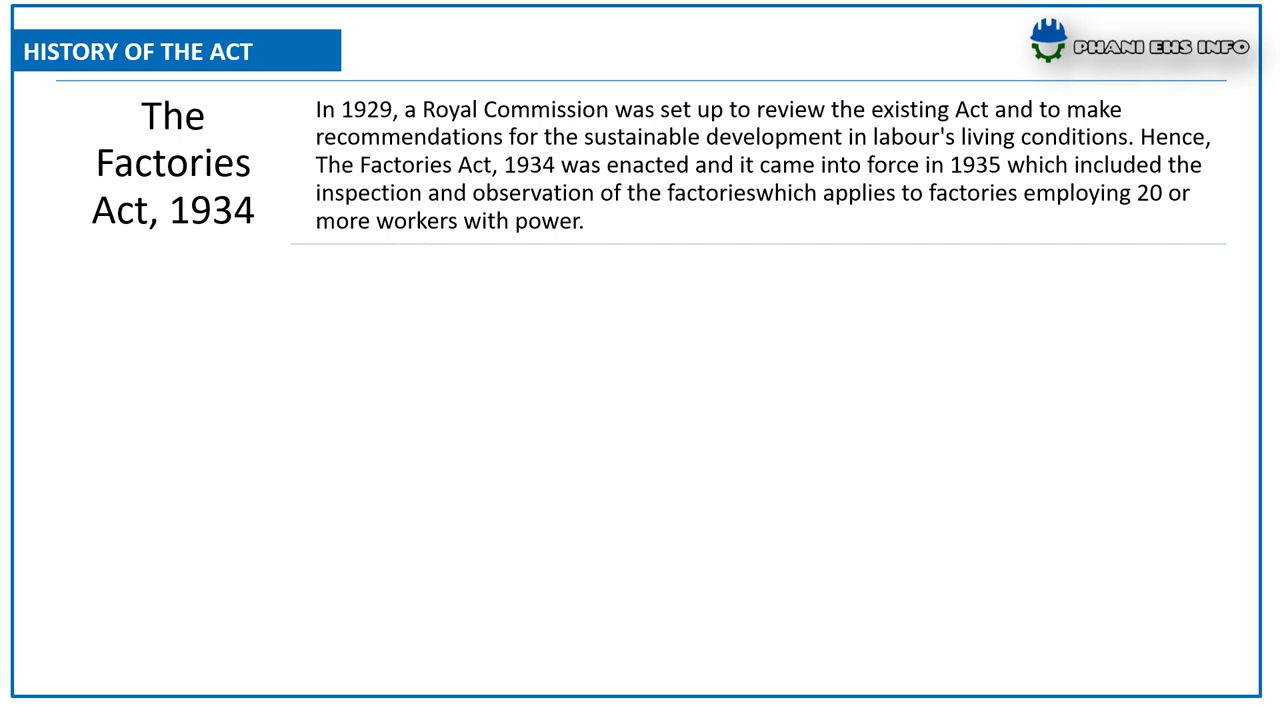 HISTORY OF THE ACT
PHANI EHS INFO
The
Factories
Act, 1934
In 1929, a Royal Commission was set up to review the existing Act and to make
recommendations for the sustainable development in labour's living conditions. Hence,
The Factories Act, 1934 was enacted and it came into force in 1935 which included the
inspection and observation of the factorieswhich applies to factories employing 20 or
more workers with power.